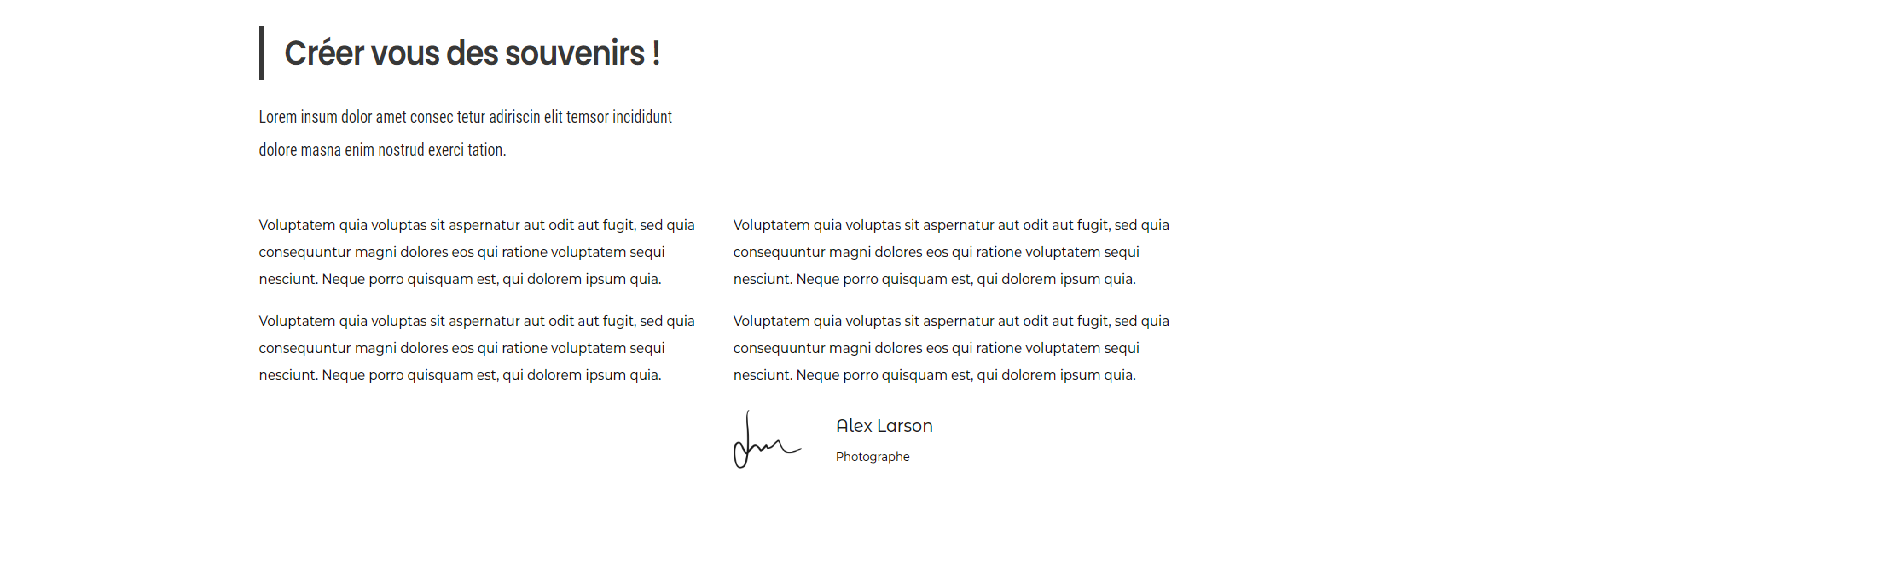 Créer vous des souvenirs !
Lorem insum dolor amet consec tetur adiriscin elit temsor incididunt
dolore masna enim nostrud exerci tation.
Voluptatem quia voluptas sit aspernatur aut odit aut fugit, sed quia
consequuntur magni dolores eos qui ratione voluptatem sequi
nesciunt. Neque porro quisquam est, qui dolorem ipsum quia.
Voluptatem quia voluptas sit aspernatur aut odit aut fugit, sed quia
consequuntur magni dolores eos qui ratione voluptatem sequi
nesciunt. Neque porro quisquam est, qui dolorem ipsum quia.
Voluptatem quia voluptas sit aspernatur aut odit aut fugit, sed quia
consequuntur magni dolores eos qui ratione voluptatem sequi
nesciunt. Neque porro quisquam est, qui dolorem ipsum quia.
Voluptatem quia voluptas sit aspernatur aut odit aut fugit, sed quia
consequuntur magni dolores eos qui ratione voluptatem sequi
nesciunt. Neque porro quisquam est, qui dolorem ipsum quia.
Alex Larson
Photographe